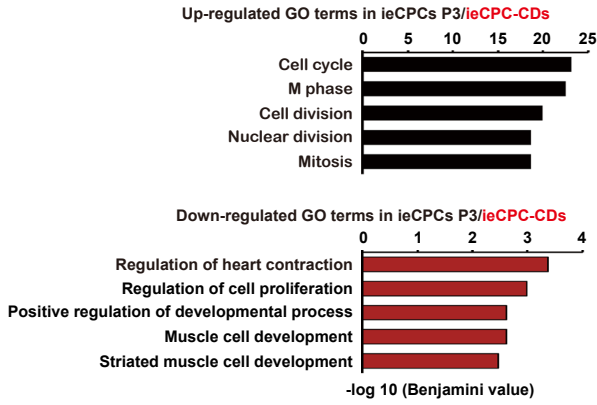 Up-regulated GO terms in ieCPCs P3/ieCPC-CDs
0 5 10 15 20 25
Cell cycle
M phase
Cell division
Nuclear division
Mitosis
Down-regulated GO terms in ieCPCs P3/ieCPC-CDs
0 1 2 3 4
Regulation of heart contraction
Regulation of cell proliferation
Positive regulation of developmental process
Muscle cell development
Striated muscle cell development
-log 10 (Benjamini value)